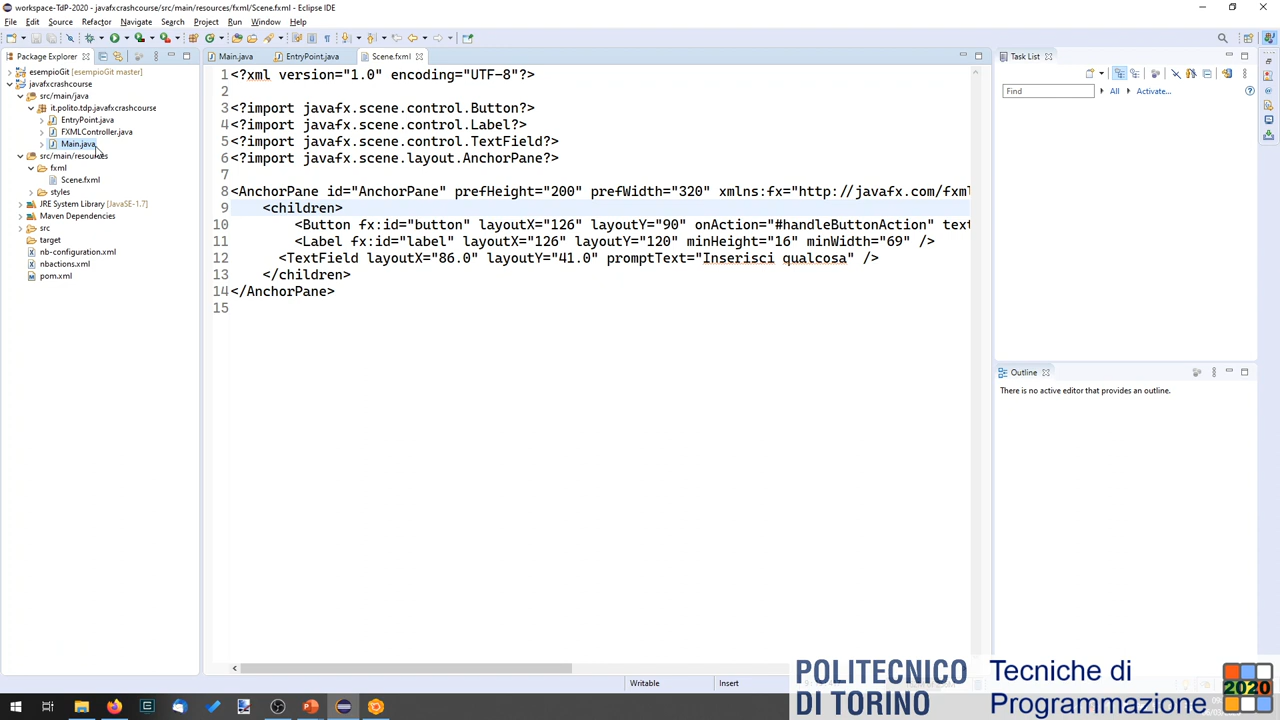 workspace-TdP-2020 - javafxcrashcourse/src/main/resources/fxml/Scene.fxml - Eclipse IDE
File Edit Source Refactor Navigate Search Project Run Window Help
Package Explorer
esempioGit [esempioGit master]
javafxcrashcourse
src/main/java
it.polito.tdp.javafxcrashcourse
EntryPoint.java
FXMLController.java
Main.java
src/main/resources
fxml
Scene.fxml
styles
JRE System Library [JavaSE-1.7]
Maven Dependencies
src
target
nb-configuration.xml
nbactions.xml
pom.xml
Main.java EntryPoint.java Scene.fxml
1 <?xml version="1.0" encoding="UTF-8"?>
2
3 <?import javafx.scene.control.Button?>
4 <?import javafx.scene.control.Label?>
5 <?import javafx.scene.control.TextField?>
6 <?import javafx.scene.layout.AnchorPane?>
7
8 <AnchorPane id="AnchorPane" prefHeight="200" prefWidth="320" xmlns:fx="http://javafx.com/fxml
9 <children>
10 <Button fx:id="button" layoutX="126" layoutY="90" onAction="#handleButtonAction" text
11 <Label fx:id="label" layoutX="126" layoutY="120" minHeight="16" minWidth="69" />
12 <TextField layoutX="86.0" layoutY="41.0" promptText="Inserisci qualcosa" />
13 </children>
14 </AnchorPane>
15
Task List
Find All Activate...
Outline
There is no active editor that provides an outline.
Writable Insert
POLITECNICO
DI TORINO
Tecniche di
Programmazione
2020